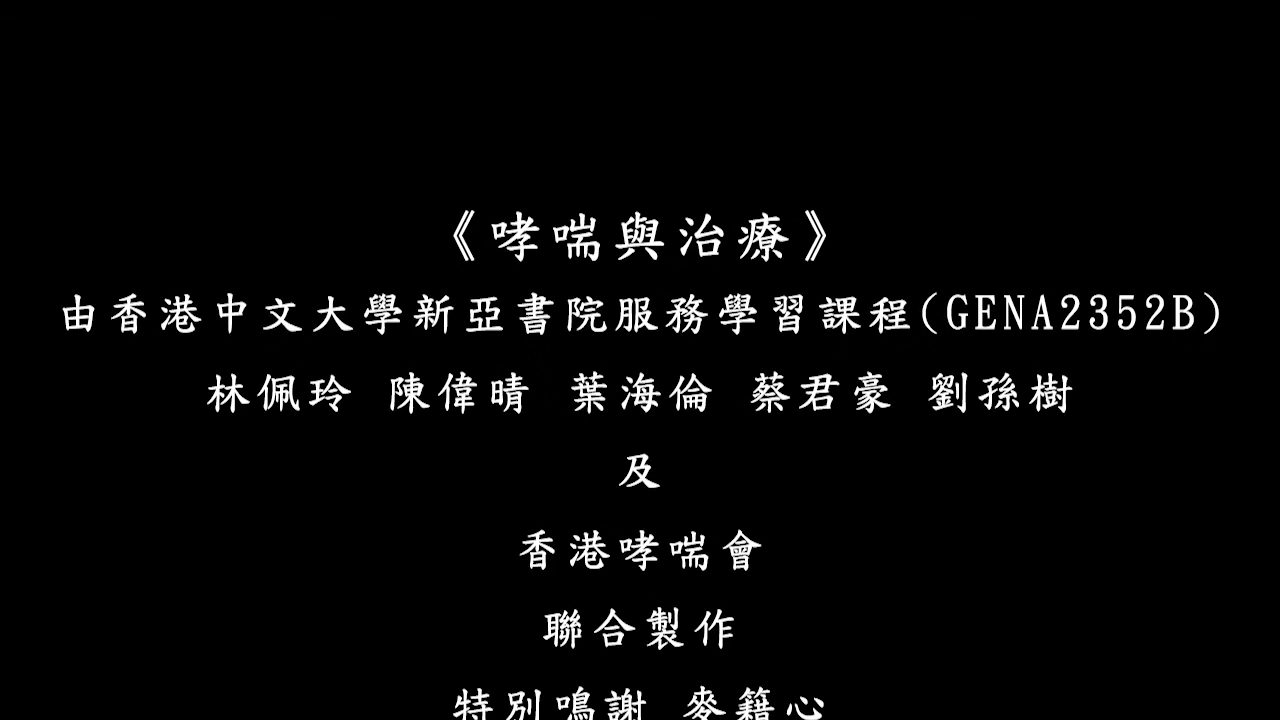 《哮喘與治療》
由香港中文大學新亞書院服務學習課程(GENA2352B)
林佩玲 陳偉晴 葉海倫 蔡君豪 劉孫樹
及
香港哮喘會
聯合製作
特別鳴謝 麥籍心